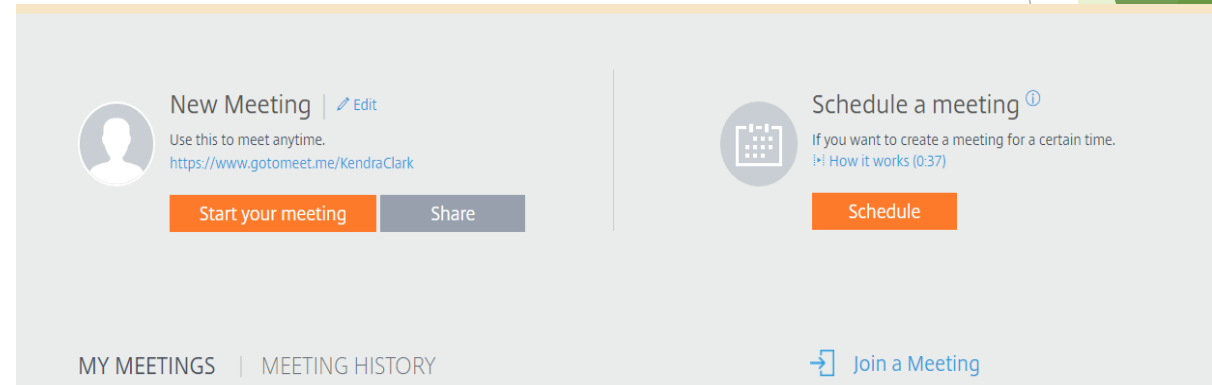 New Meeting | Edit
Use this to meet anytime.
https://www.gotomeet.me/KendraClark
Start your meeting
Share
Schedule a meeting
If you want to create a meeting for a certain time.
How it works (0:37)
Schedule
MY MEETINGS | MEETING HISTORY
Join a Meeting